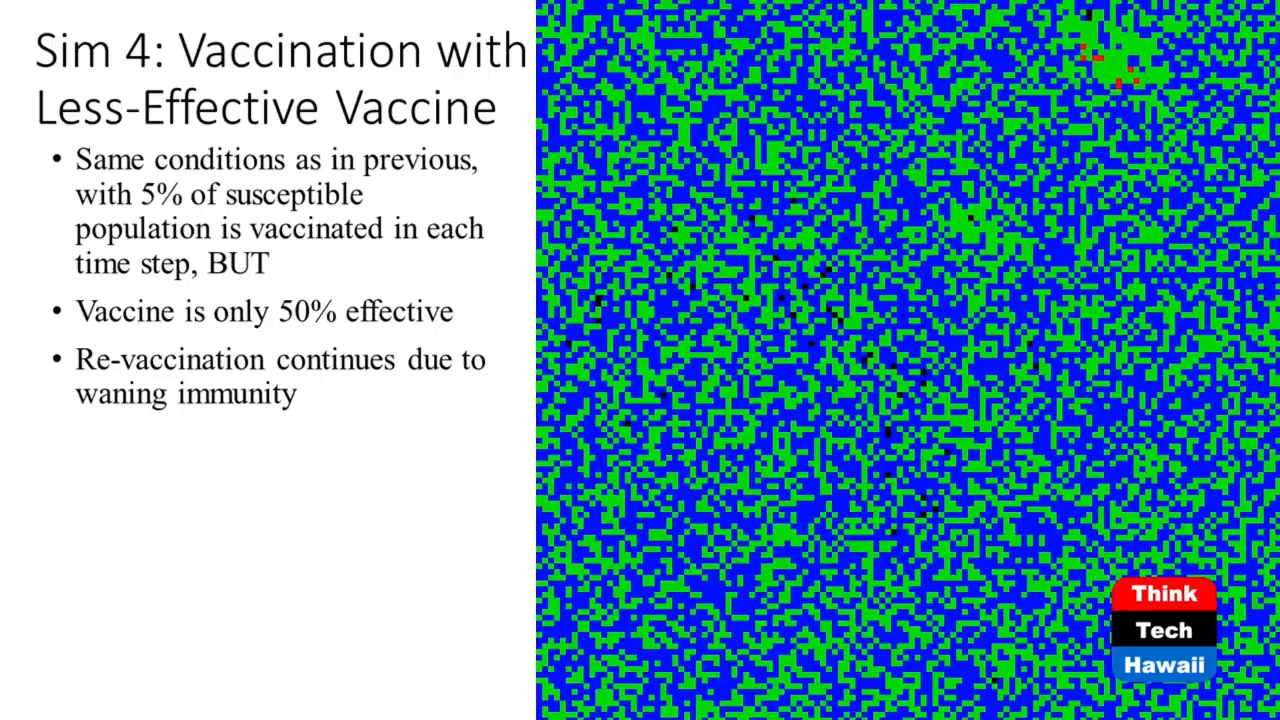 Sim 4: Vaccination with
Less-Effective Vaccine
• Same conditions as in previous,
with 5% of susceptible
population is vaccinated in each
time step, BUT
• Vaccine is only 50% effective
• Re-vaccination continues due to
waning immunity
Think
Tech
Hawaii